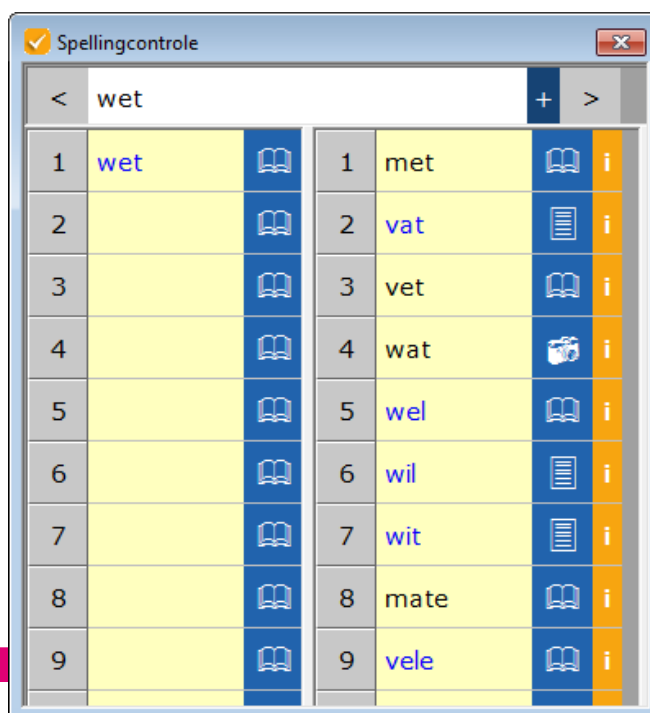 Spellingcontrole
< wet + >
1 wet 1 met i
2 2 vat i
3 3 vet i
4 4 wat i
5 5 wel i
6 6 wil i
7 7 wit i
8 8 mate i
9 9 vele i